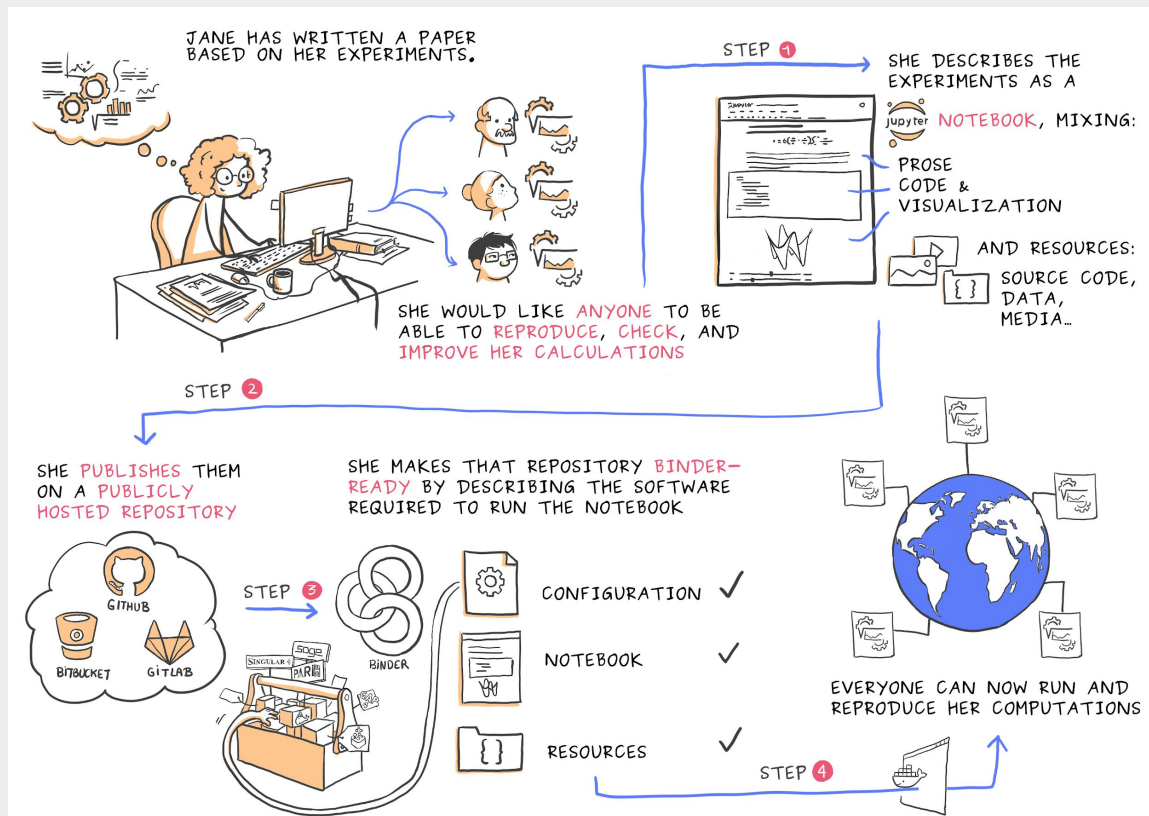 JANE HAS WRITTEN A PAPER
BASED ON HER EXPERIMENTS.
SHE WOULD LIKE ANYONE TO BE
ABLE TO REPRODUCE, CHECK, AND
IMPROVE HER CALCULATIONS
STEP 1
SHE DESCRIBES THE
EXPERIMENTS AS A
jupyter NOTEBOOK, MIXING:
jupyter
PROSE
CODE &
VISUALIZATION
AND RESOURCES:
SOURCE CODE,
DATA,
MEDIA...
{ }
STEP 2
SHE PUBLISHES THEM
ON A PUBLICLY
HOSTED REPOSITORY
GITHUB
BITBUCKET
GITLAB
STEP 3
SHE MAKES THAT REPOSITORY BINDER-
READY BY DESCRIBING THE SOFTWARE
REQUIRED TO RUN THE NOTEBOOK
BINDER
sage
SINGULAR
PARI
GAP
CONFIGURATION ✓
NOTEBOOK ✓
{ }
RESOURCES ✓
STEP 4
EVERYONE CAN NOW RUN AND
REPRODUCE HER COMPUTATIONS